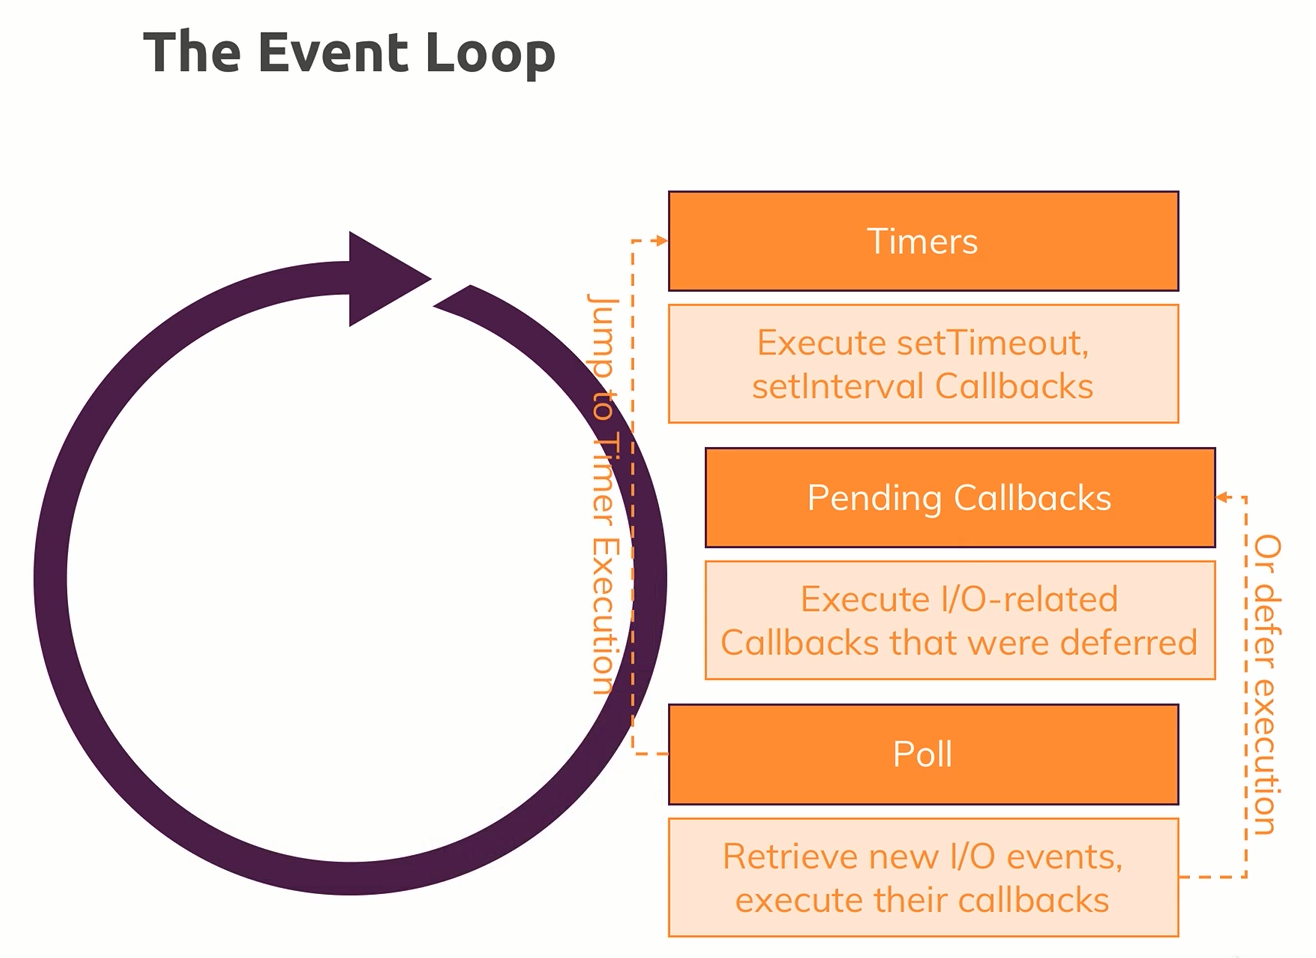 The Event Loop
Timers
Execute setTimeout,
setInterval Callbacks
Jump to Timer Execution
Pending Callbacks
Execute I/O-related
Callbacks that were deferred
Or defer execution
Poll
Retrieve new I/O events,
execute their callbacks